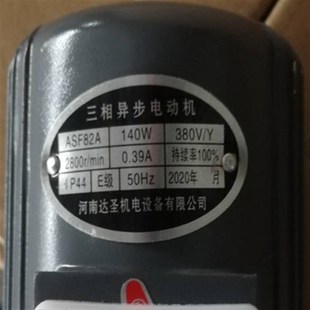 三相异步电动机
ASF82A 140W 380V/Y
2800r/min 0.39A 持续率100%
IP44 E级 50Hz 2020年 月
河南达圣机电设备有限公司